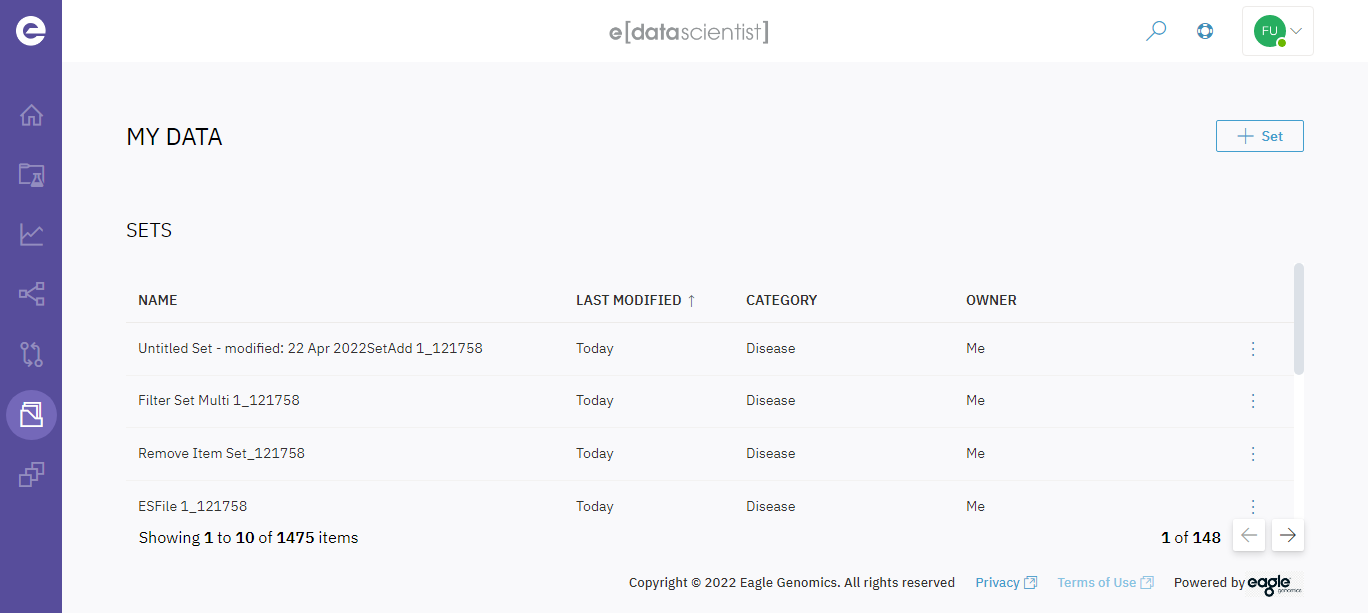 e[datascientist]
FU
MY DATA
Set
SETS
NAME LAST MODIFIED ↑ CATEGORY OWNER
Untitled Set - modified: 22 Apr 2022SetAdd 1_121758 Today Disease Me
Filter Set Multi 1_121758 Today Disease Me
Remove Item Set_121758 Today Disease Me
ESFile 1_121758 Today Disease Me
Showing 1 to 10 of 1475 items 1 of 148
Copyright © 2022 Eagle Genomics. All rights reserved Privacy Terms of Use Powered by eagle genomics